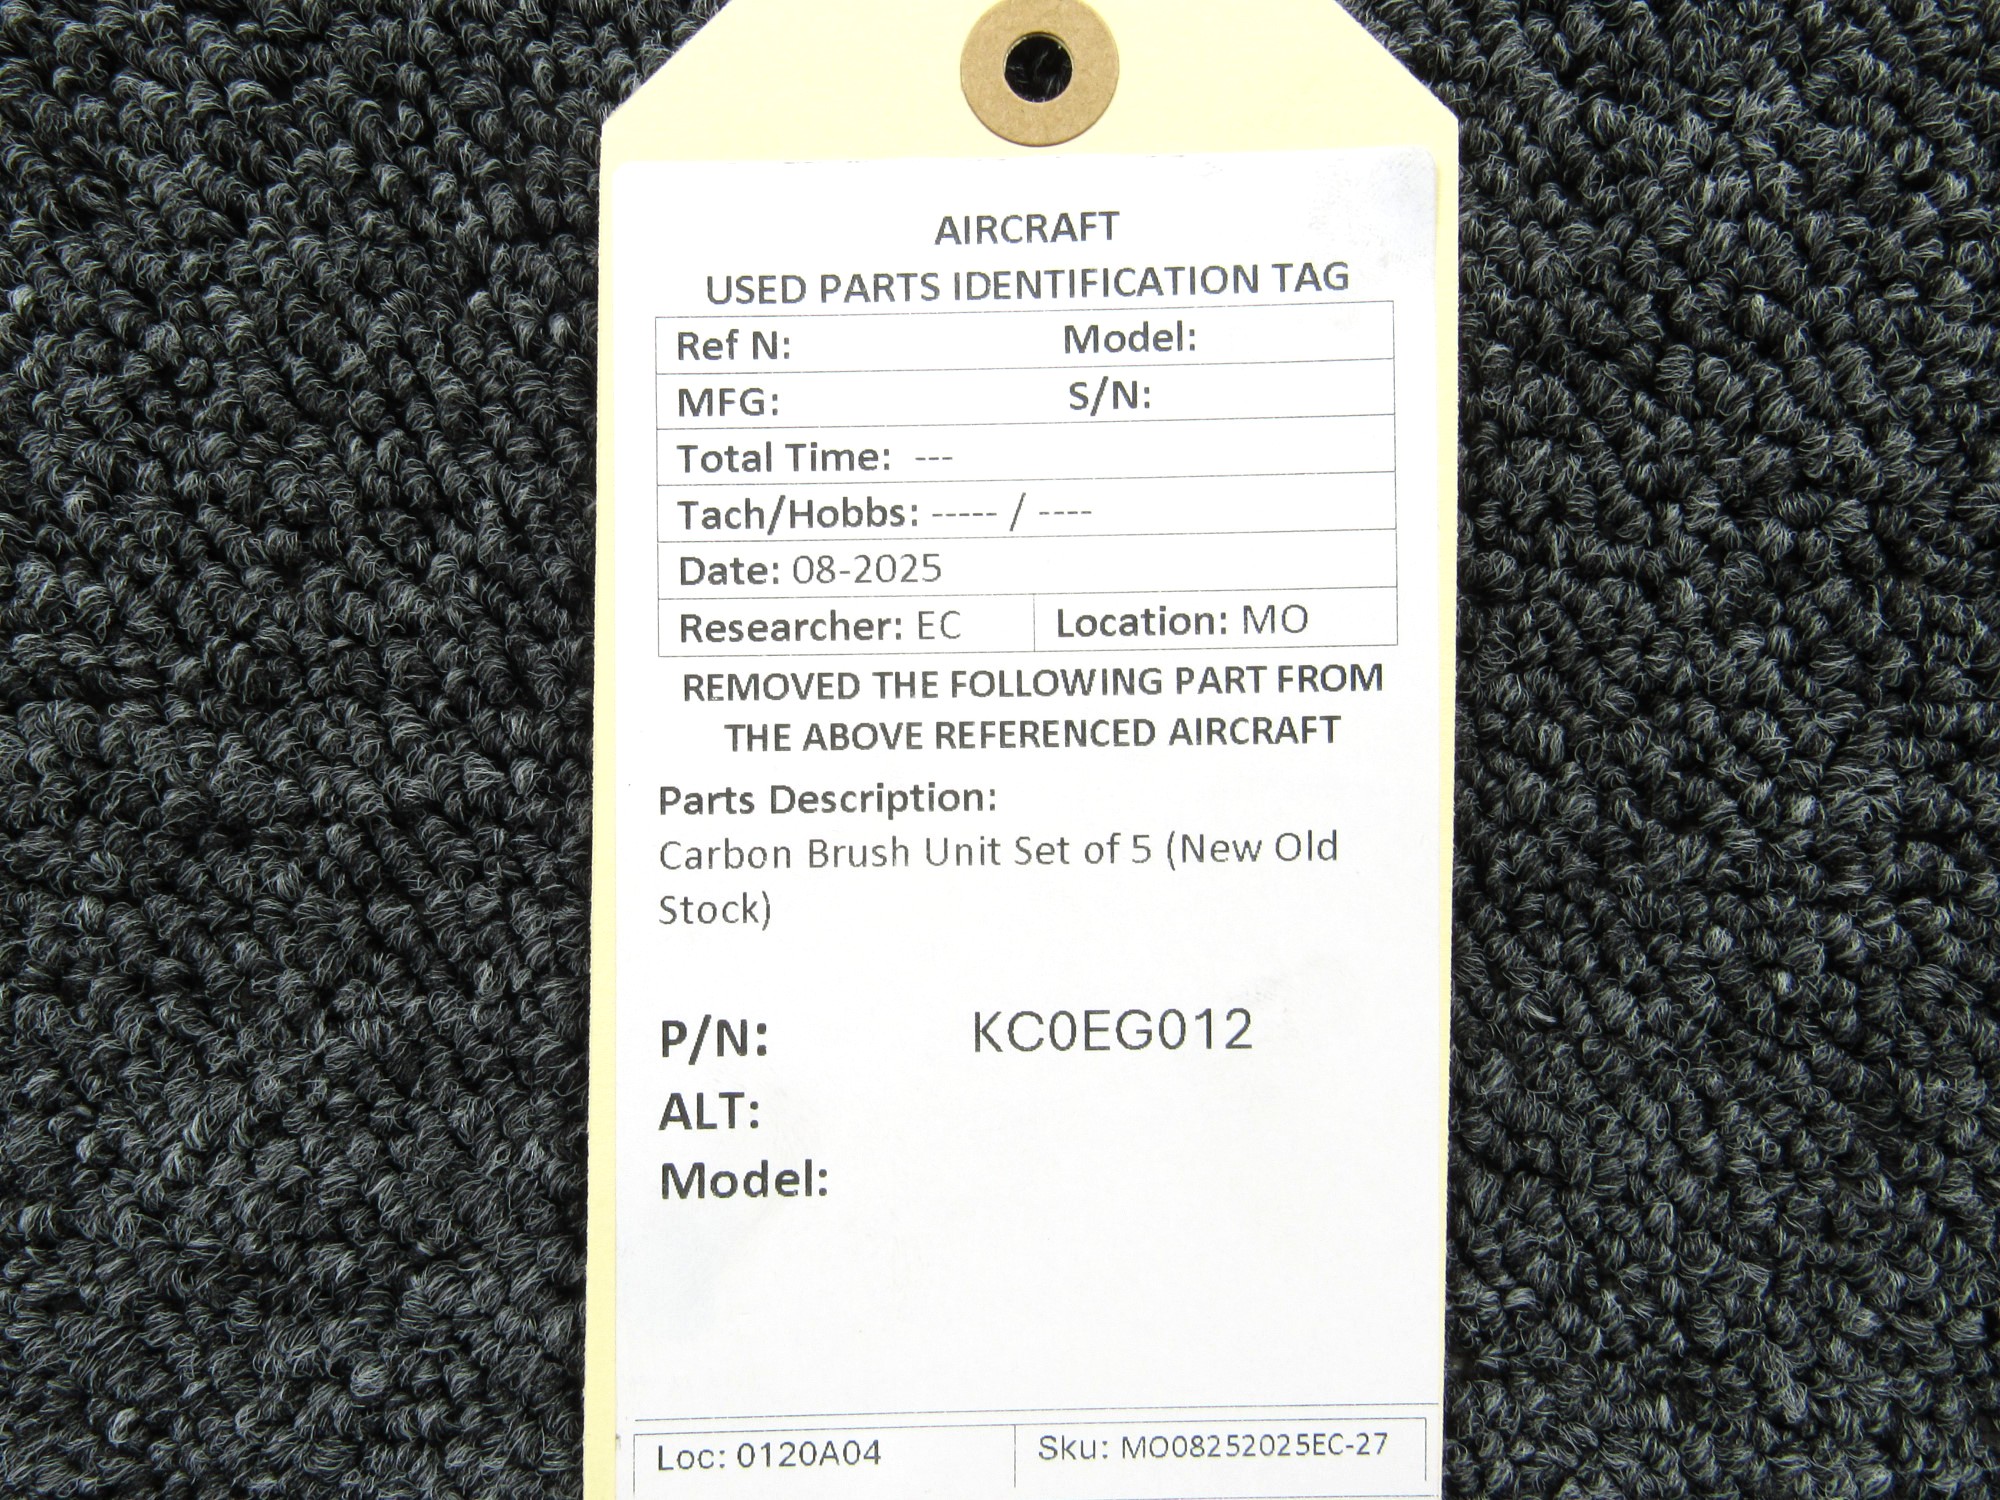 AIRCRAFT
USED PARTS IDENTIFICATION TAG
Ref N: Model:
MFG: S/N:
Total Time: ---
Tach/Hobbs: ----- / ----
Date: 08-2025
Researcher: EC Location: MO
REMOVED THE FOLLOWING PART FROM
THE ABOVE REFERENCED AIRCRAFT
Parts Description:
Carbon Brush Unit Set of 5 (New Old
Stock)
P/N: KC0EG012
ALT:
Model:
Loc: 0120A04 Sku: MO08252025EC-27